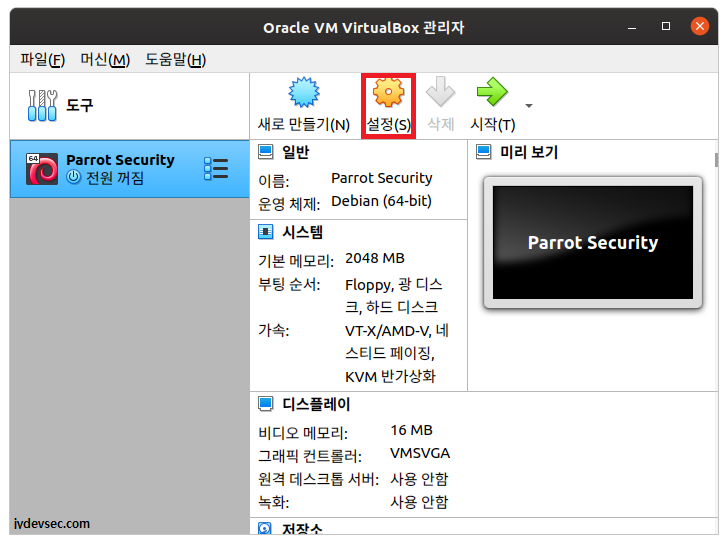 Oracle VM VirtualBox 관리자
파일(F) 머신(M) 도움말(H)
도구
새로 만들기(N) 설정(S) 삭제 시작(T)
64
Parrot Security
전원 꺼짐
일반
이름: Parrot Security
운영 체제: Debian (64-bit)
미리 보기
Parrot Security
시스템
기본 메모리: 2048 MB
부팅 순서: Floppy, 광 디스
크, 하드 디스크
가속: VT-X/AMD-V, 네
스티드 페이징,
KVM 반가상화
디스플레이
비디오 메모리: 16 MB
그래픽 컨트롤러: VMSVGA
원격 데스크톱 서버: 사용 안함
녹화: 사용 안함
저장소
jydevsec.com